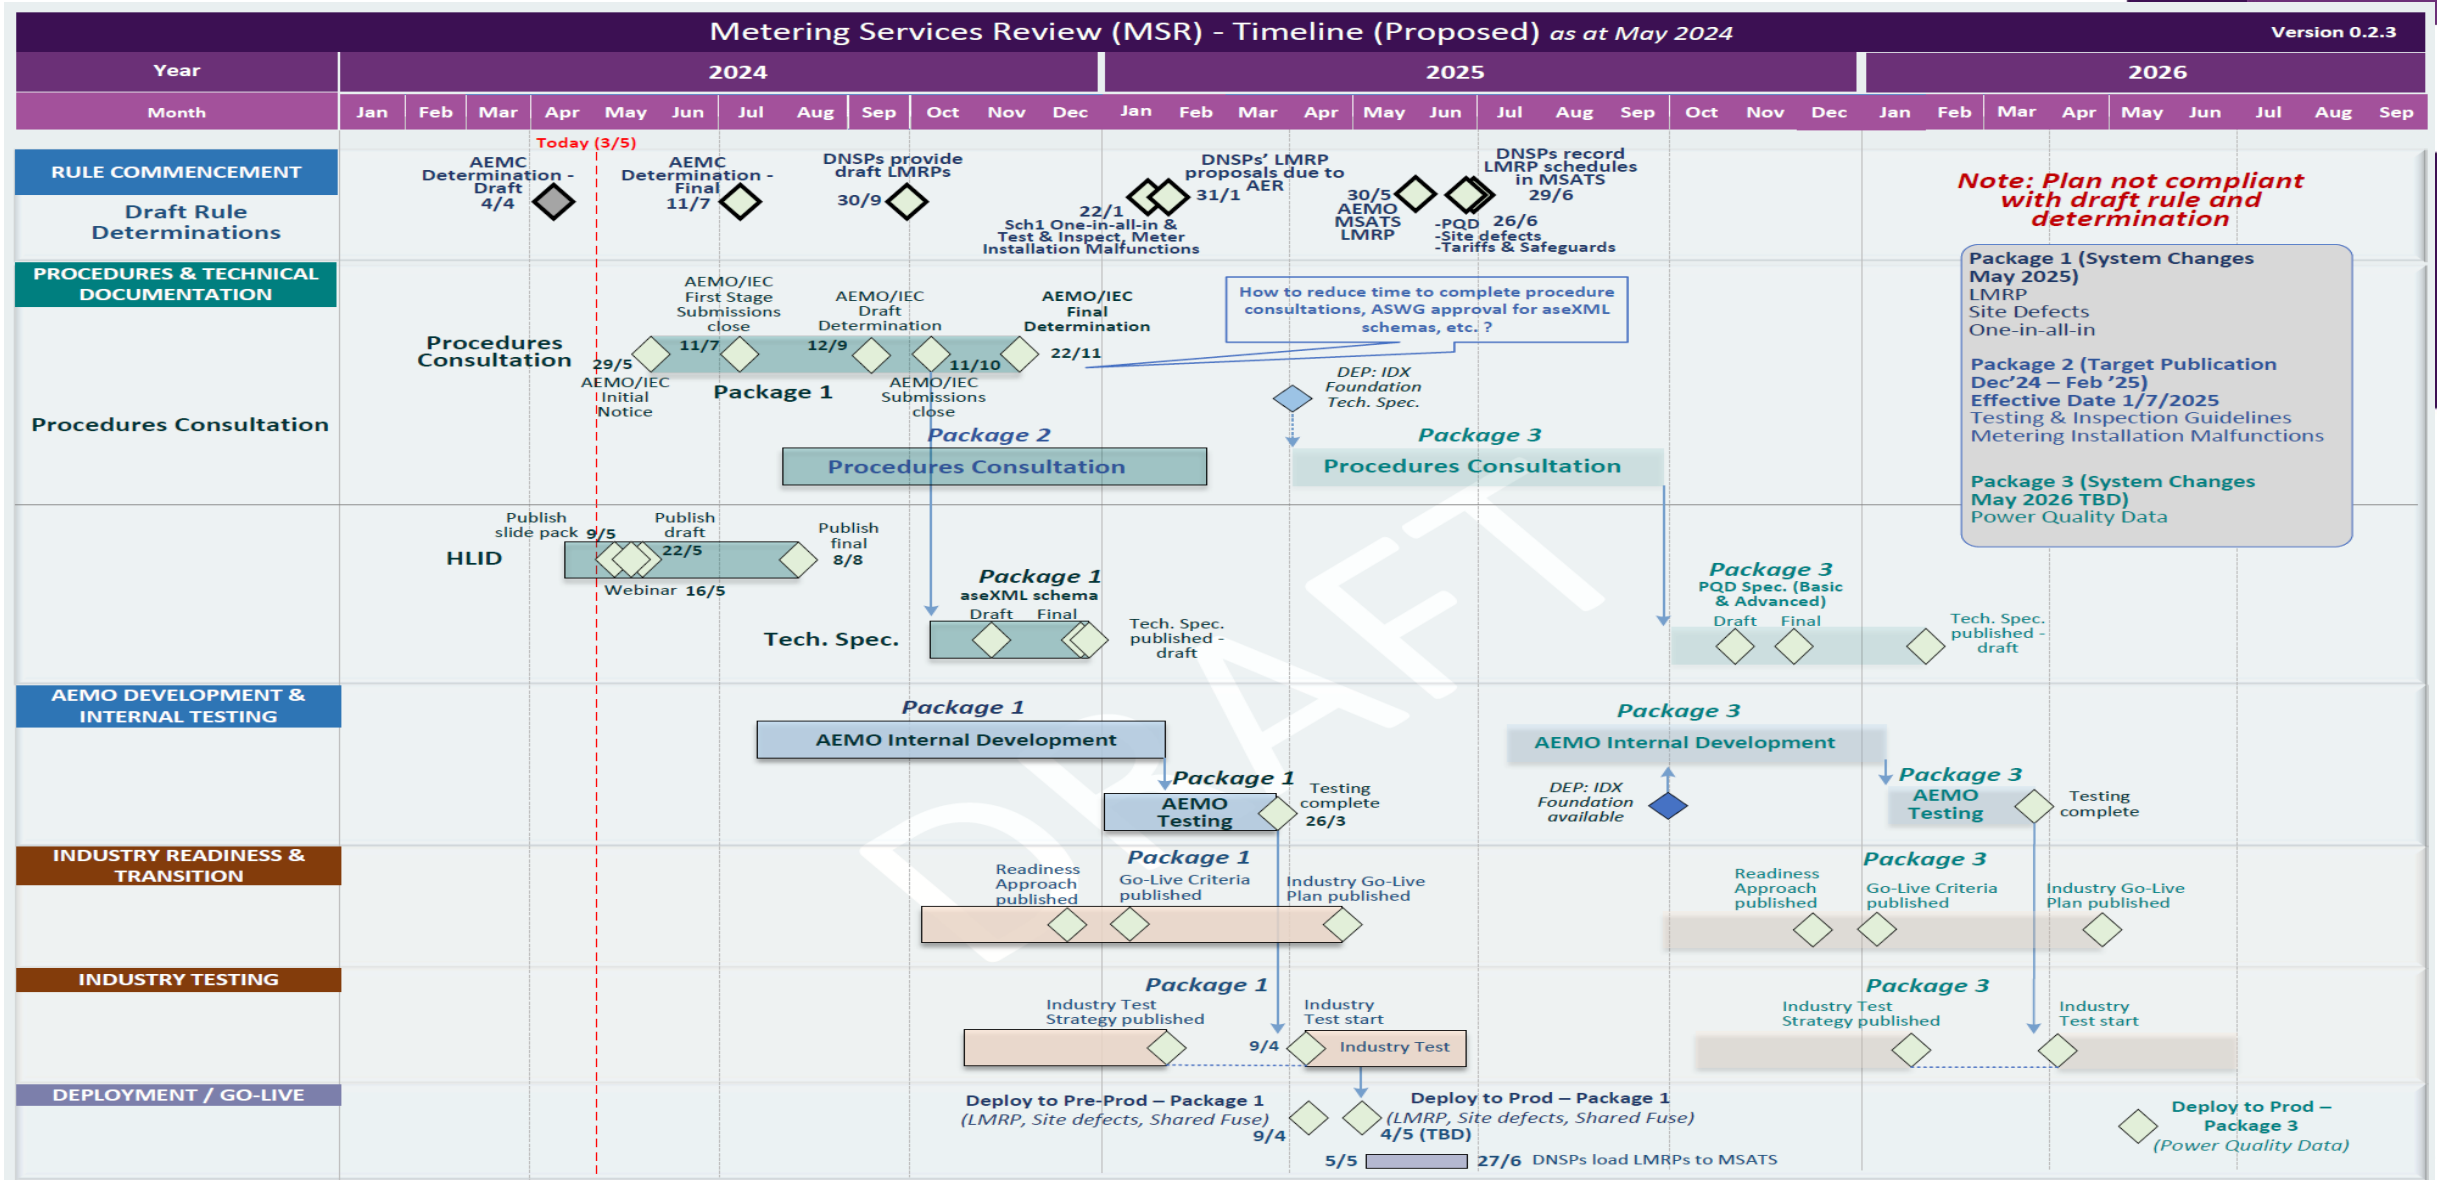 Metering Services Review (MSR) - Timeline (Proposed) as at May 2024
Version 0.2.3
Year
2024
2025
2026
Month
Jan Feb Mar Apr May Jun Jul Aug Sep Oct Nov Dec Jan Feb Mar Apr May Jun Jul Aug Sep Oct Nov Dec Jan Feb Mar Apr May Jun Jul Aug Sep
Today (3/5)
RULE COMMENCEMENT
Draft Rule
Determinations
AEMC
Determination -
Draft
4/4
AEMC
Determination -
Final
11/7
DNSPs provide
draft LMRPs
30/9
22/1
Sch1 One-in-all-in &
Test & Inspect, Meter
Installation Malfunctions
DNSPs' LMRP
proposals due to
AER
31/1
30/5
AEMO
MSATS
LMRP
DNSPs record
LMRP schedules
in MSATS
29/6
-PQD 26/6
-Site defects
-Tariffs & Safeguards
Note: Plan not compliant
with draft rule and
determination
Package 1 (System Changes
May 2025)
LMRP
Site Defects
One-in-all-in
Package 2 (Target Publication
Dec'24 – Feb '25)
Effective Date 1/7/2025
Testing & Inspection Guidelines
Metering Installation Malfunctions
Package 3 (System Changes
May 2026 TBD)
Power Quality Data
PROCEDURES & TECHNICAL
DOCUMENTATION
Procedures Consultation
Procedures
Consultation
29/5
AEMO/IEC
Initial
Notice
AEMO/IEC
First Stage
Submissions
close
11/7
Package 1
AEMO/IEC
Draft
Determination
12/9
11/10
AEMO/IEC
Submissions
close
AEMO/IEC
Final
Determination
22/11
How to reduce time to complete procedure
consultations, ASWG approval for aseXML
schemas, etc. ?
DEP: IDX
Foundation
Tech. Spec.
Package 2
Procedures Consultation
Package 3
Procedures Consultation
HLID
Publish
slide pack 9/5
Publish
draft
22/5
Webinar 16/5
Publish
final
8/8
Tech. Spec.
Package 1
aseXML schema
Draft Final
Tech. Spec.
published -
draft
Package 3
PQD Spec. (Basic
& Advanced)
Draft Final
Tech. Spec.
published -
draft
AEMO DEVELOPMENT &
INTERNAL TESTING
Package 1
AEMO Internal Development
Package 1
AEMO
Testing
Testing
complete
26/3
Package 3
AEMO Internal Development
DEP: IDX
Foundation
available
Package 3
AEMO
Testing
Testing
complete
INDUSTRY READINESS &
TRANSITION
Package 1
Readiness
Approach
published
Go-Live Criteria
published
Industry Go-Live
Plan published
Package 3
Readiness
Approach
published
Go-Live Criteria
published
Industry Go-Live
Plan published
INDUSTRY TESTING
Package 1
Industry Test
Strategy published
Industry
Test start
9/4
Industry Test
Package 3
Industry Test
Strategy published
Industry
Test start
DEPLOYMENT / GO-LIVE
Deploy to Pre-Prod – Package 1
(LMRP, Site defects, Shared Fuse)
9/4
Deploy to Prod – Package 1
(LMRP, Site defects, Shared Fuse)
4/5 (TBD)
5/5
27/6 DNSPs load LMRPs to MSATS
Deploy to Prod –
Package 3
(Power Quality Data)
DRAFT